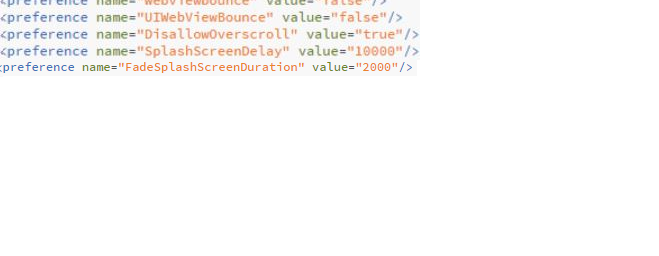 <preference name="webviewbounce" value="false"/>
<preference name="UIWebViewBounce" value="false"/>
<preference name="DisallowOverscroll" value="true"/>
<preference name="SplashScreenDelay" value="10000"/>
<preference name="FadeSplashScreenDuration" value="2000"/>